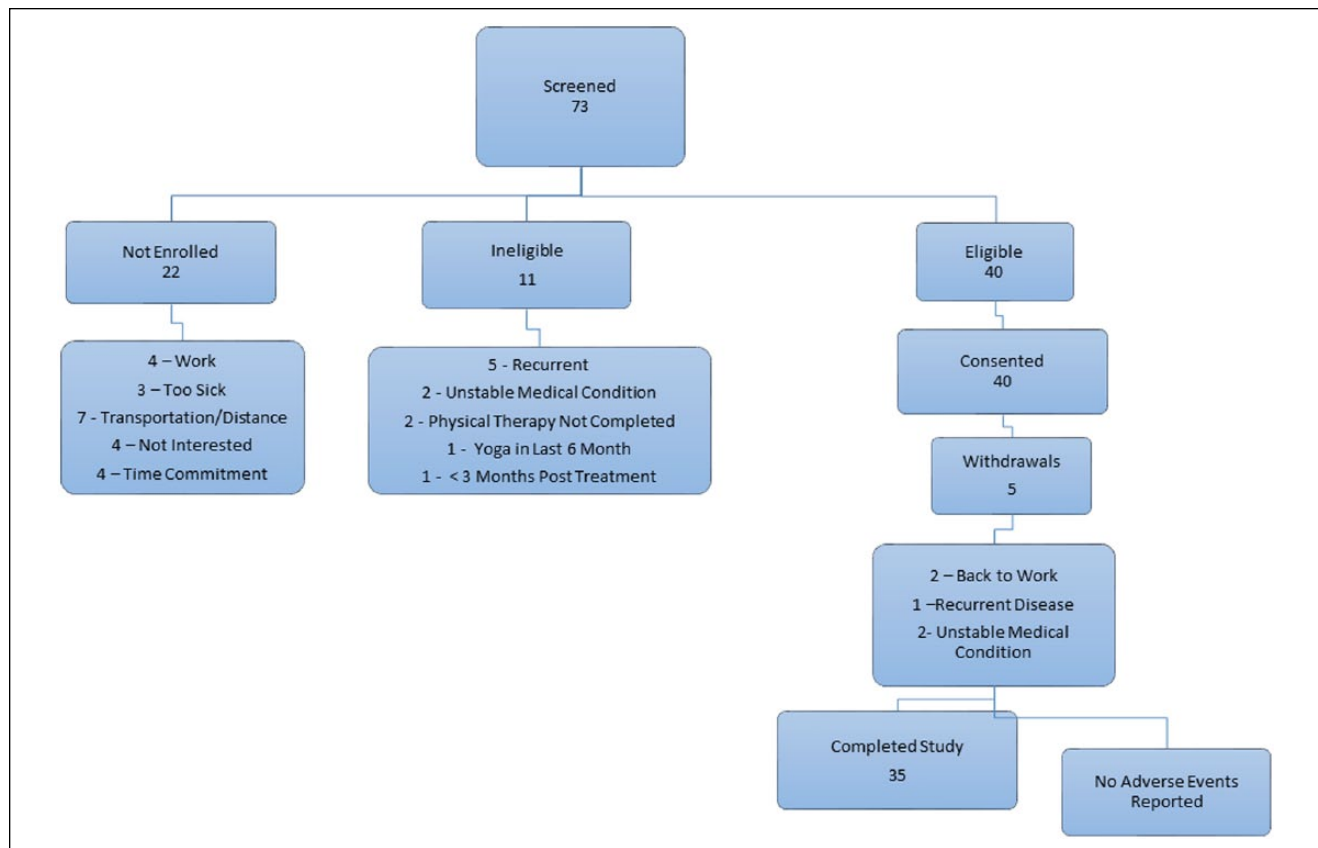 Screened
73
Not Enrolled
22
Ineligible
11
Eligible
40
4 – Work
3 – Too Sick
7 - Transportation/Distance
4 – Not Interested
4 – Time Commitment
5 - Recurrent
2 - Unstable Medical Condition
2 - Physical Therapy Not Completed
1 - Yoga in Last 6 Month
1 - < 3 Months Post Treatment
Consented
40
Withdrawals
5
2 – Back to Work
1 –Recurrent Disease
2- Unstable Medical
Condition
Completed Study
35
No Adverse Events
Reported